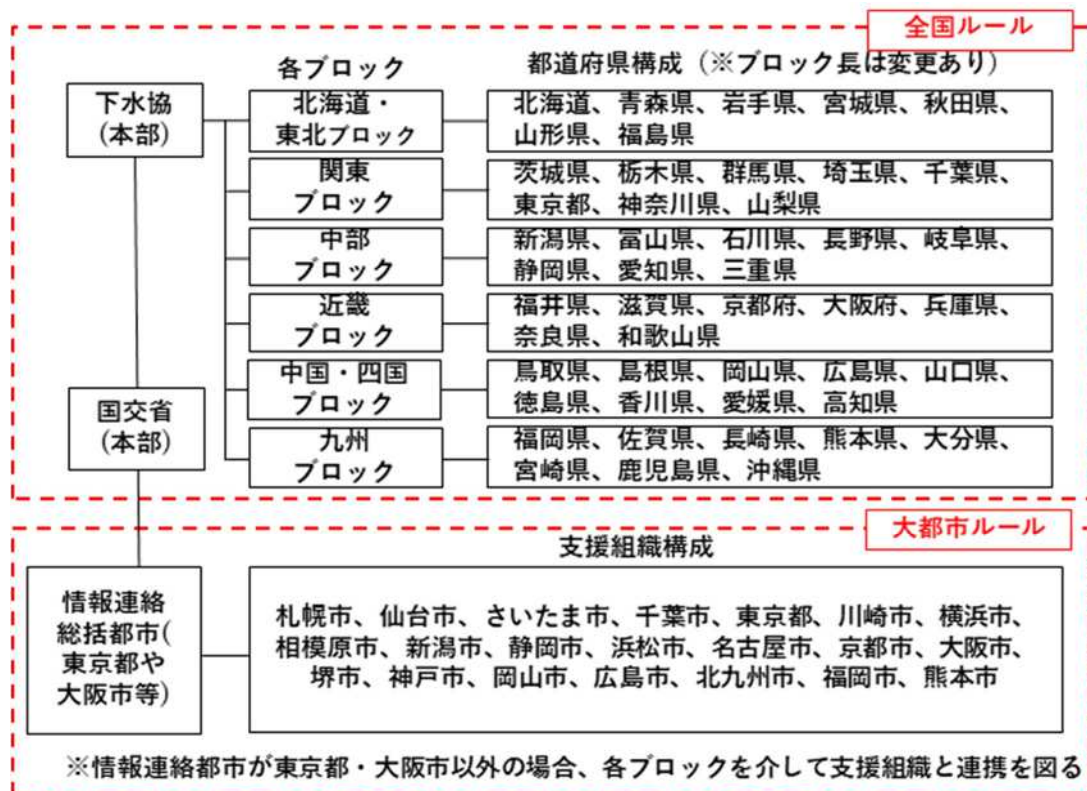 全国ルール
各ブロック
都道府県構成（※ブロック長は変更あり）
下水協
(本部)
北海道・
東北ブロック
北海道、青森県、岩手県、宮城県、秋田県、
山形県、福島県
関東
ブロック
茨城県、栃木県、群馬県、埼玉県、千葉県、
東京都、神奈川県、山梨県
中部
ブロック
新潟県、富山県、石川県、長野県、岐阜県、
静岡県、愛知県、三重県
近畿
ブロック
福井県、滋賀県、京都府、大阪府、兵庫県、
奈良県、和歌山県
国交省
(本部)
中国・四国
ブロック
鳥取県、島根県、岡山県、広島県、山口県、
徳島県、香川県、愛媛県、高知県
九州
ブロック
福岡県、佐賀県、長崎県、熊本県、大分県、
宮崎県、鹿児島県、沖縄県
大都市ルール
支援組織構成
情報連絡
総括都市(
東京都や
大阪市等)
札幌市、仙台市、さいたま市、千葉市、東京都、川崎市、横浜市、
相模原市、新潟市、静岡市、浜松市、名古屋市、京都市、大阪市、
堺市、神戸市、岡山市、広島市、北九州市、福岡市、熊本市
※情報連絡都市が東京都・大阪市以外の場合、各ブロックを介して支援組織と連携を図る